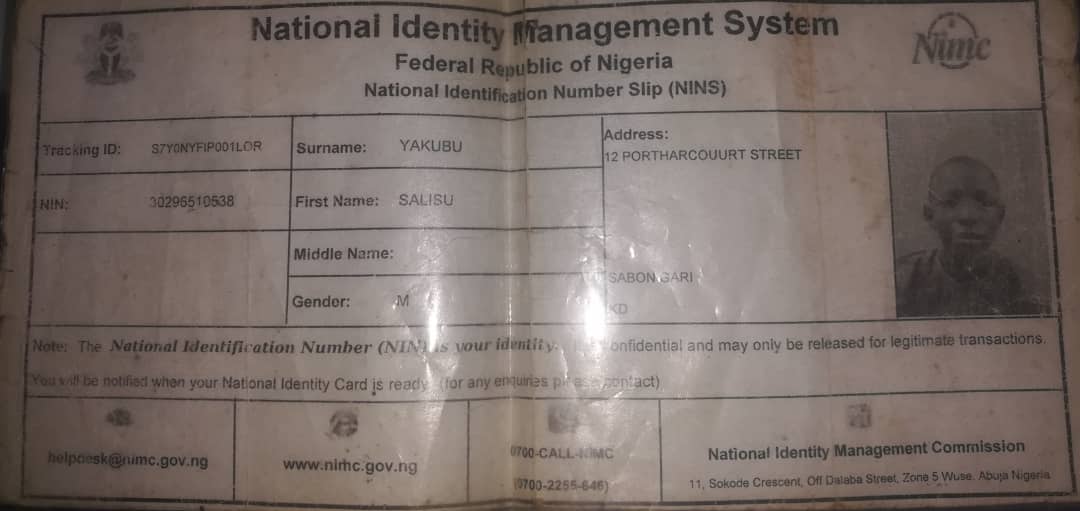 National Identity Management System
Federal Republic of Nigeria
National Identification Number Slip (NINS)
Nimc
Tracking ID: S7Y0NYFIP001LOR
Surname: YAKUBU
Address:
12 PORTHARCOUURT STREET
NIN: 30296510538
First Name: SALISU
Middle Name:
SABON GARI
Gender: M
KD
Note: The National Identification Number (NIN) is your identity. confidential and may only be released for legitimate transactions.
You will be notified when your National Identity Card is ready (for any enquiries please contact)
helpdesk@nimc.gov.ng
www.nimc.gov.ng
0700-CALL-NIMC
(0700-2255-646)
National Identity Management Commission
11, Sokode Crescent, Off Dalaba Street, Zone 5 Wuse. Abuja Nigeria